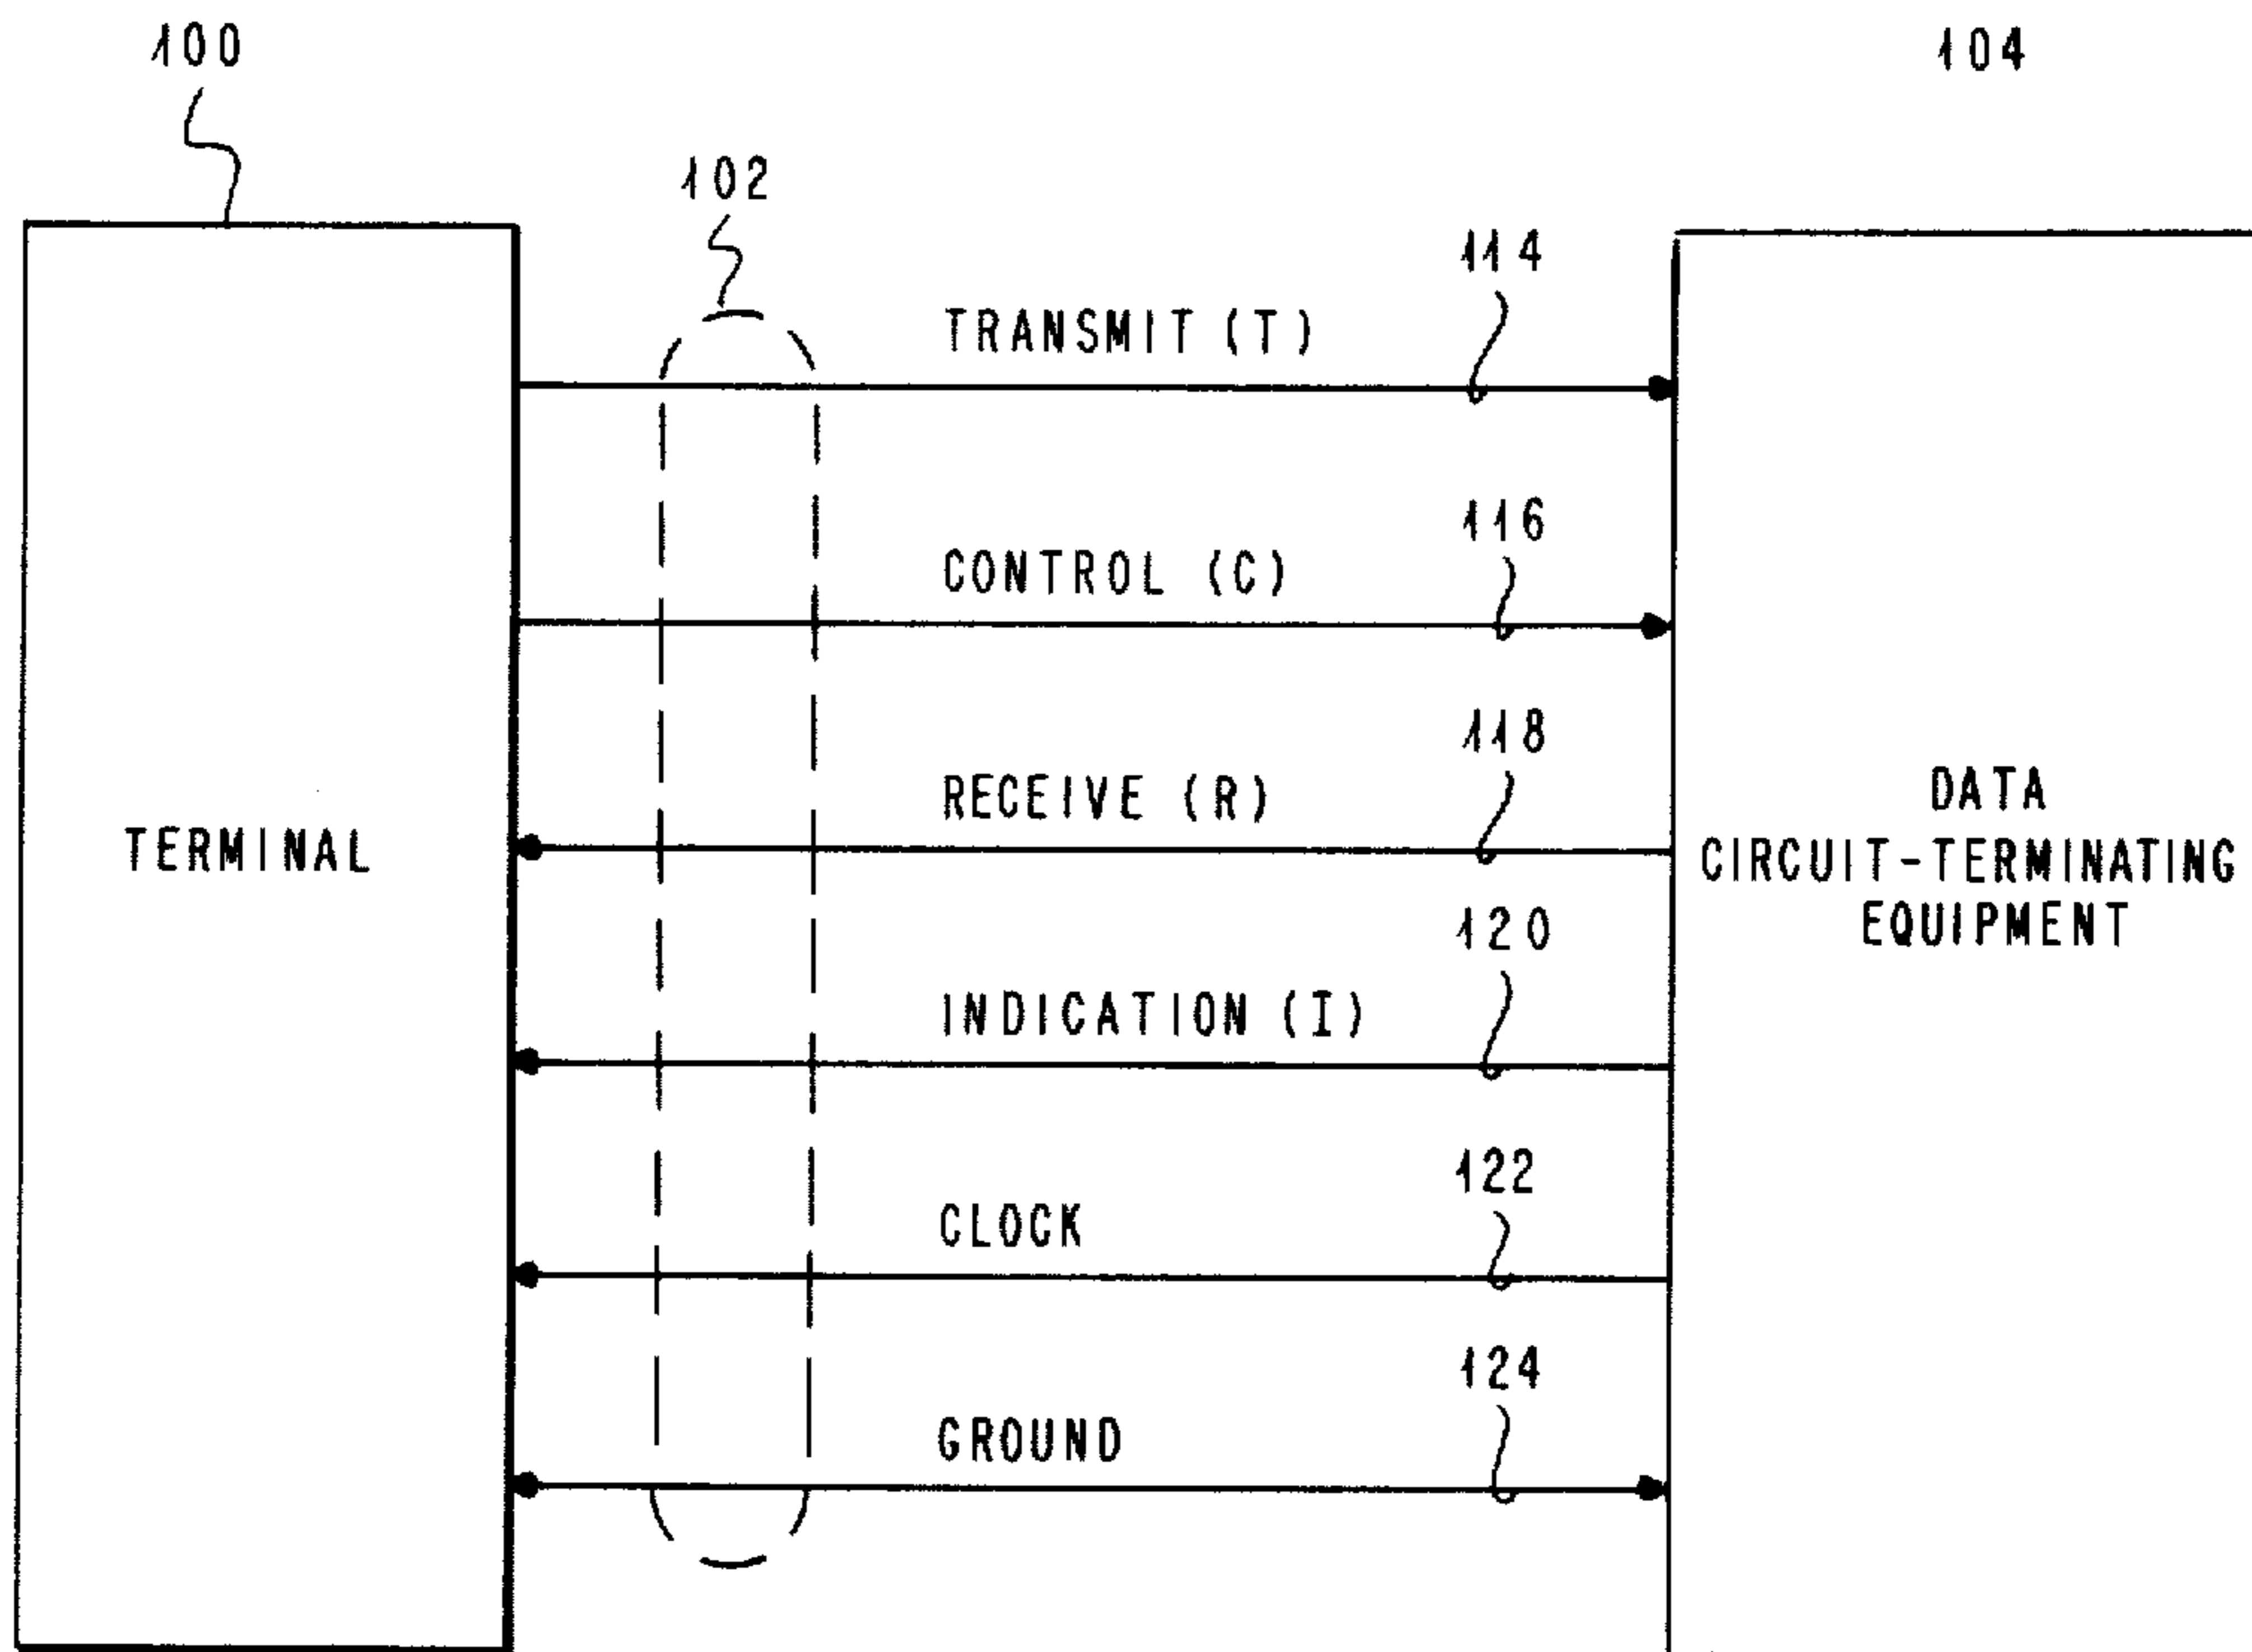 100
104
102
114
TRANSMIT (T)
116
CONTROL (C)
118
RECEIVE (R)
DATA
TERMINAL
CIRCUIT-TERMINATING
EQUIPMENT
120
INDICATION (I)
122
CLOCK
124
GROUND